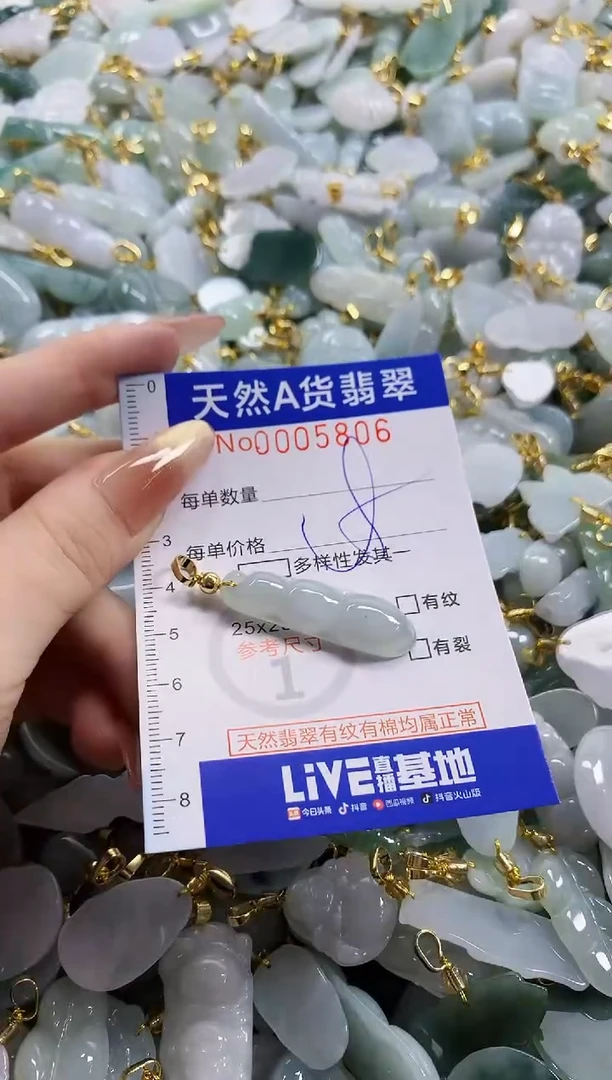 0
天然A货翡翠
No0005806
每单数量
3
每单价格
多样性发其一
4
有纹
25x2
5
参考尺寸
有裂
6
1
天然翡翠有纹有棉均属正常
7
LiVE直播基地
8
今日头条 抖音 西瓜视频 抖音火山版